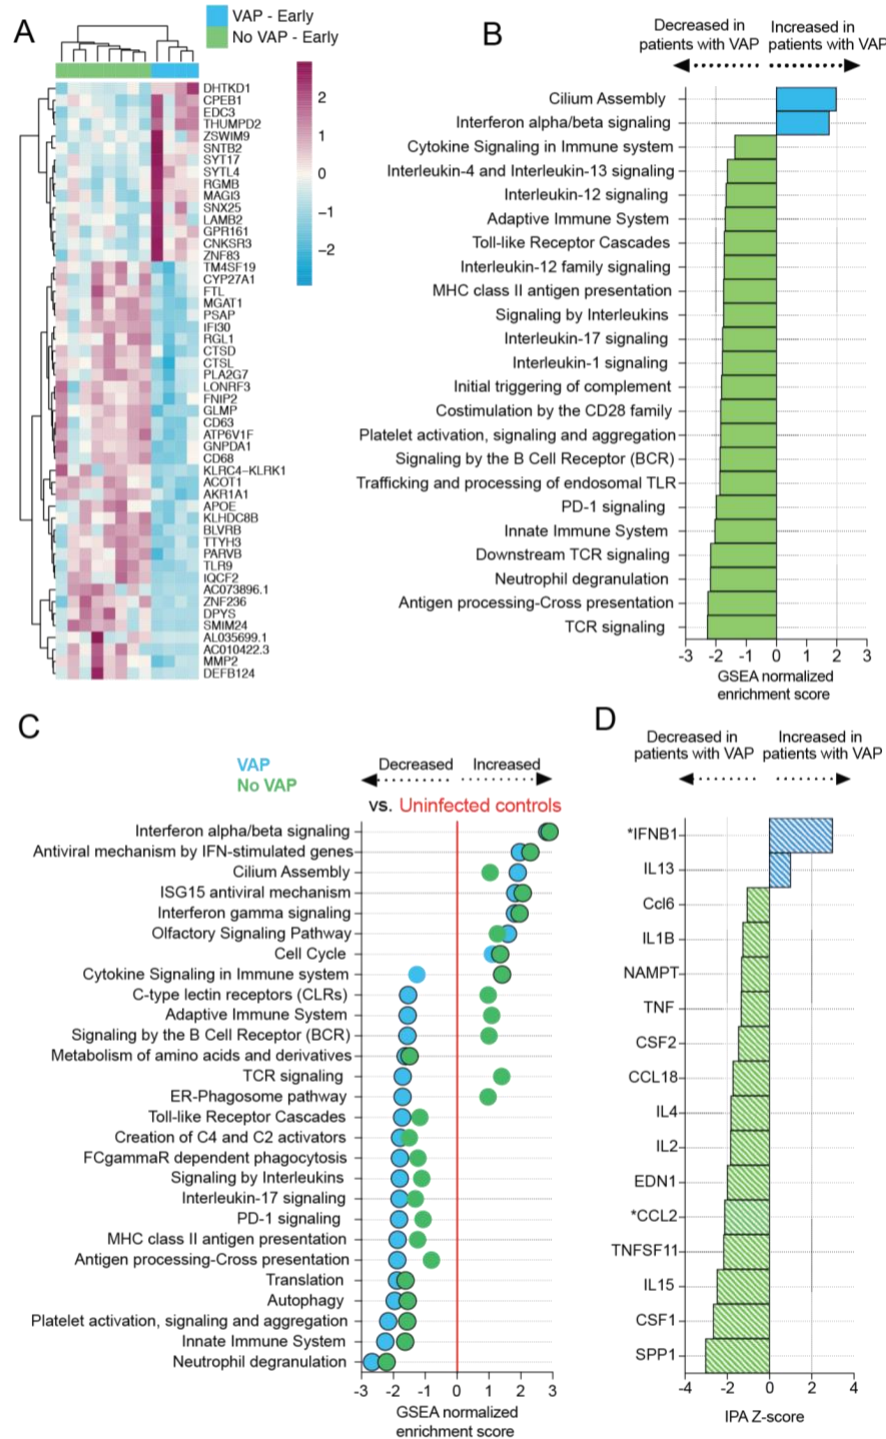 A
VAP - Early
No VAP - Early
2
1
0
−1
−2
DHTKD1
CPEB1
EDC3
THUMPD2
ZSWIM9
SNTB2
SYT17
SYTL4
RGMB
MAGI3
SNX25
LAMB2
GPR161
CNKSR3
ZNF83
TM4SF19
CYP27A1
FTL
MGAT1
PSAP
IFI30
RGL1
CTSD
CTSL
PLA2G7
LONRF3
FNIP2
GLMP
CD63
ATP6V1F
GNPDA1
CD68
KLRC4−KLRK1
ACOT1
AKR1A1
APOE
KLHDC8B
BLVRB
TTYH3
PARVB
TLR9
IQCF2
AC073896.1
ZNF236
DPYS
SMIM24
AL035699.1
AC010422.3
MMP2
DEFB124
B
Decreased in
patients with VAP
Increased in
patients with VAP
Cilium Assembly
Interferon alpha/beta signaling
Cytokine Signaling in Immune system
Interleukin-4 and Interleukin-13 signaling
Interleukin-12 signaling
Adaptive Immune System
Toll-like Receptor Cascades
Interleukin-12 family signaling
MHC class II antigen presentation
Signaling by Interleukins
Interleukin-17 signaling
Interleukin-1 signaling
Initial triggering of complement
Costimulation by the CD28 family
Platelet activation, signaling and aggregation
Signaling by the B Cell Receptor (BCR)
Trafficking and processing of endosomal TLR
PD-1 signaling
Innate Immune System
Downstream TCR signaling
Neutrophil degranulation
Antigen processing-Cross presentation
TCR signaling
-3 -2 -1 0 1 2 3
GSEA normalized
enrichment score
C
VAP
No VAP
Decreased Increased
vs. Uninfected controls
Interferon alpha/beta signaling
Antiviral mechanism by IFN-stimulated genes
Cilium Assembly
ISG15 antiviral mechanism
Interferon gamma signaling
Olfactory Signaling Pathway
Cell Cycle
Cytokine Signaling in Immune system
C-type lectin receptors (CLRs)
Adaptive Immune System
Signaling by the B Cell Receptor (BCR)
Metabolism of amino acids and derivatives
TCR signaling
ER-Phagosome pathway
Toll-like Receptor Cascades
Creation of C4 and C2 activators
FCgammaR dependent phagocytosis
Signaling by Interleukins
Interleukin-17 signaling
PD-1 signaling
MHC class II antigen presentation
Antigen processing-Cross presentation
Translation
Autophagy
Platelet activation, signaling and aggregation
Innate Immune System
Neutrophil degranulation
-3 -2 -1 0 1 2 3
GSEA normalized
enrichment score
D
Decreased in
patients with VAP
Increased in
patients with VAP
*IFNB1
IL13
Ccl6
IL1B
NAMPT
TNF
CSF2
CCL18
IL4
IL2
EDN1
*CCL2
TNFSF11
IL15
CSF1
SPP1
-4 -2 0 2 4
IPA Z-score